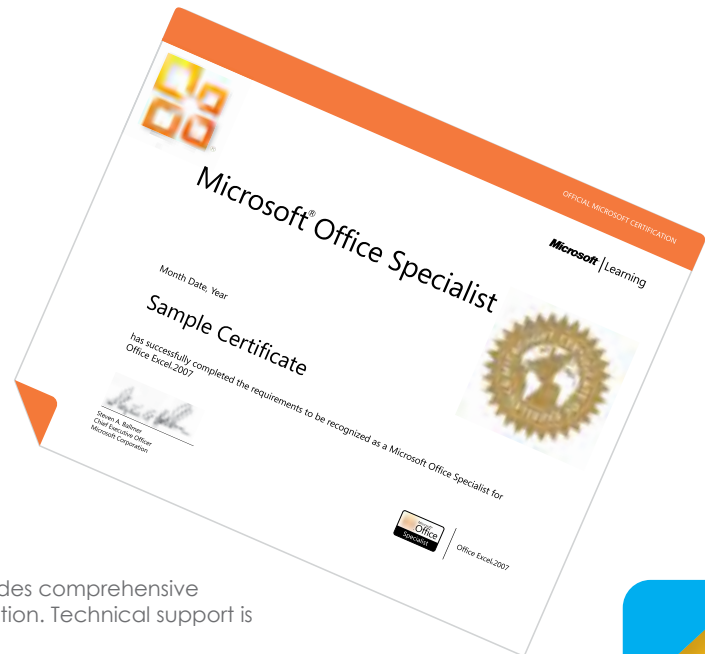 OFFICIAL MICROSOFT CERTIFICATION
Microsoft | Learning
Microsoft® Office Specialist
Month Date, Year
Sample Certificate
has successfully completed the requirements to be recognized as a Microsoft Office Specialist for
Office Excel 2007
Steven A. Ballmer
Chief Executive Officer
Microsoft Corporation
Microsoft
Office
Specialist
Office Excel 2007
des comprehensive
tion. Technical support is